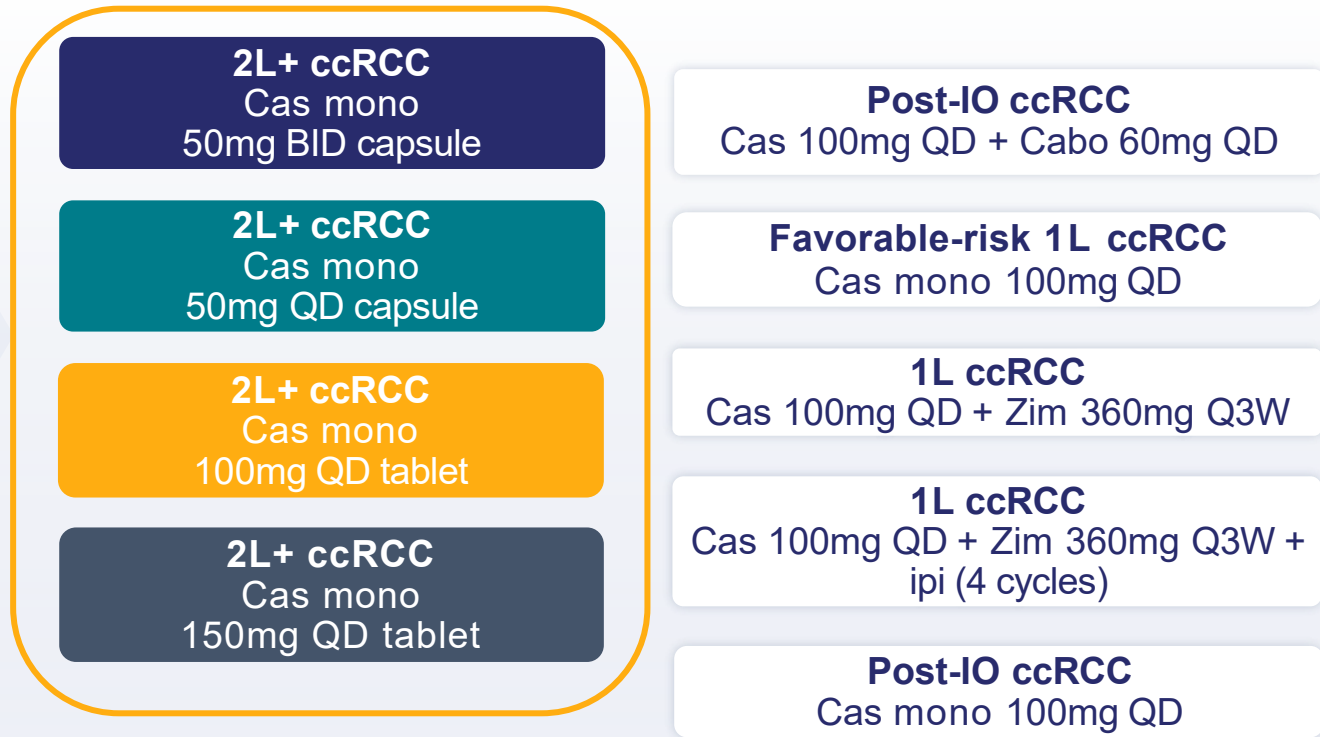 2L+ ccRCC
Cas mono
50mg BID capsule
2L+ ccRCC
Cas mono
50mg QD capsule
2L+ ccRCC
Cas mono
100mg QD tablet
2L+ ccRCC
Cas mono
150mg QD tablet
Post-IO ccRCC
Cas 100mg QD + Cabo 60mg QD
Favorable-risk 1L ccRCC
Cas mono 100mg QD
1L ccRCC
Cas 100mg QD + Zim 360mg Q3W
1L ccRCC
Cas 100mg QD + Zim 360mg Q3W +
ipi (4 cycles)
Post-IO ccRCC
Cas mono 100mg QD